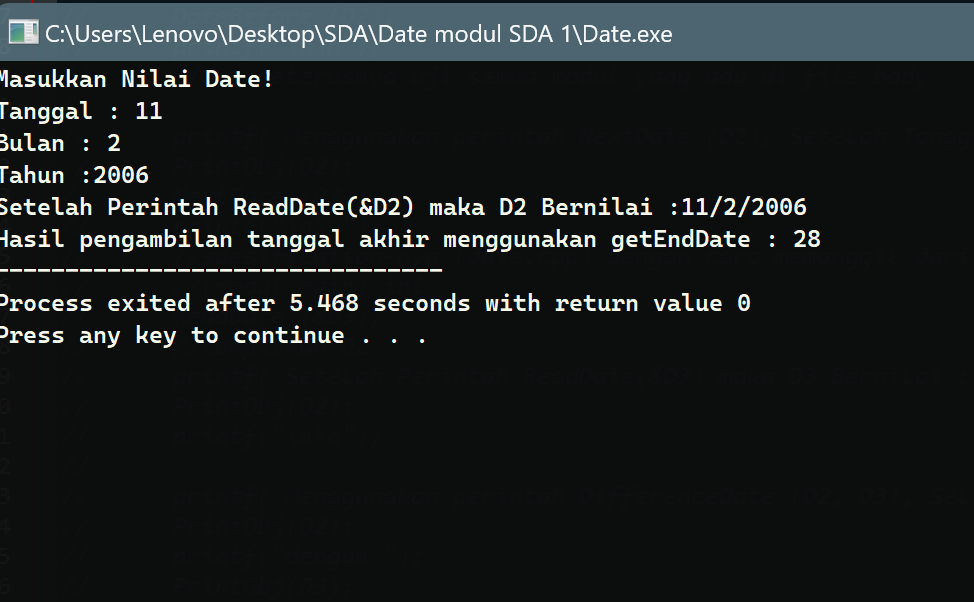 C:\Users\Lenovo\Desktop\SDA\Date modul SDA 1\Date.exe
Masukkan Nilai Date!
Tanggal : 11
Bulan : 2
Tahun :2006
Setelah Perintah ReadDate(&D2) maka D2 Bernilai :11/2/2006
Hasil pengambilan tanggal akhir menggunakan getEndDate : 28
--------------------------------
Process exited after 5.468 seconds with return value 0
Press any key to continue . . .